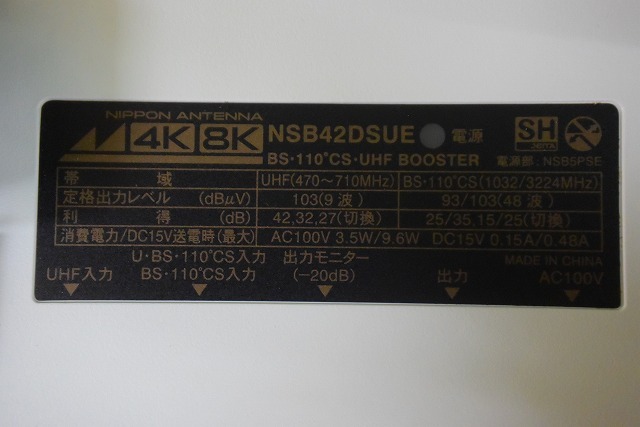 NIPPON ANTENNA
4K 8K NSB42DSUE 電源 SH JEITA
BS・110°CS・UHF BOOSTER 電源部:NSB5PSE
帯域 UHF(470~710MHz) BS・110°CS(1032/3224MHz)
定格出力レベル (dBμV) 103(9波) 93/103(48波)
利得 (dB) 42,32,27(切換) 25/35,15/25(切換)
消費電力/DC15V送電時(最大) AC100V 3.5W/9.6W DC15V 0.15A/0.48A
MADE IN CHINA
U・BS・110°CS入力 出力モニター
UHF入力 BS・110°CS入力 (-20dB) 出力 AC100V